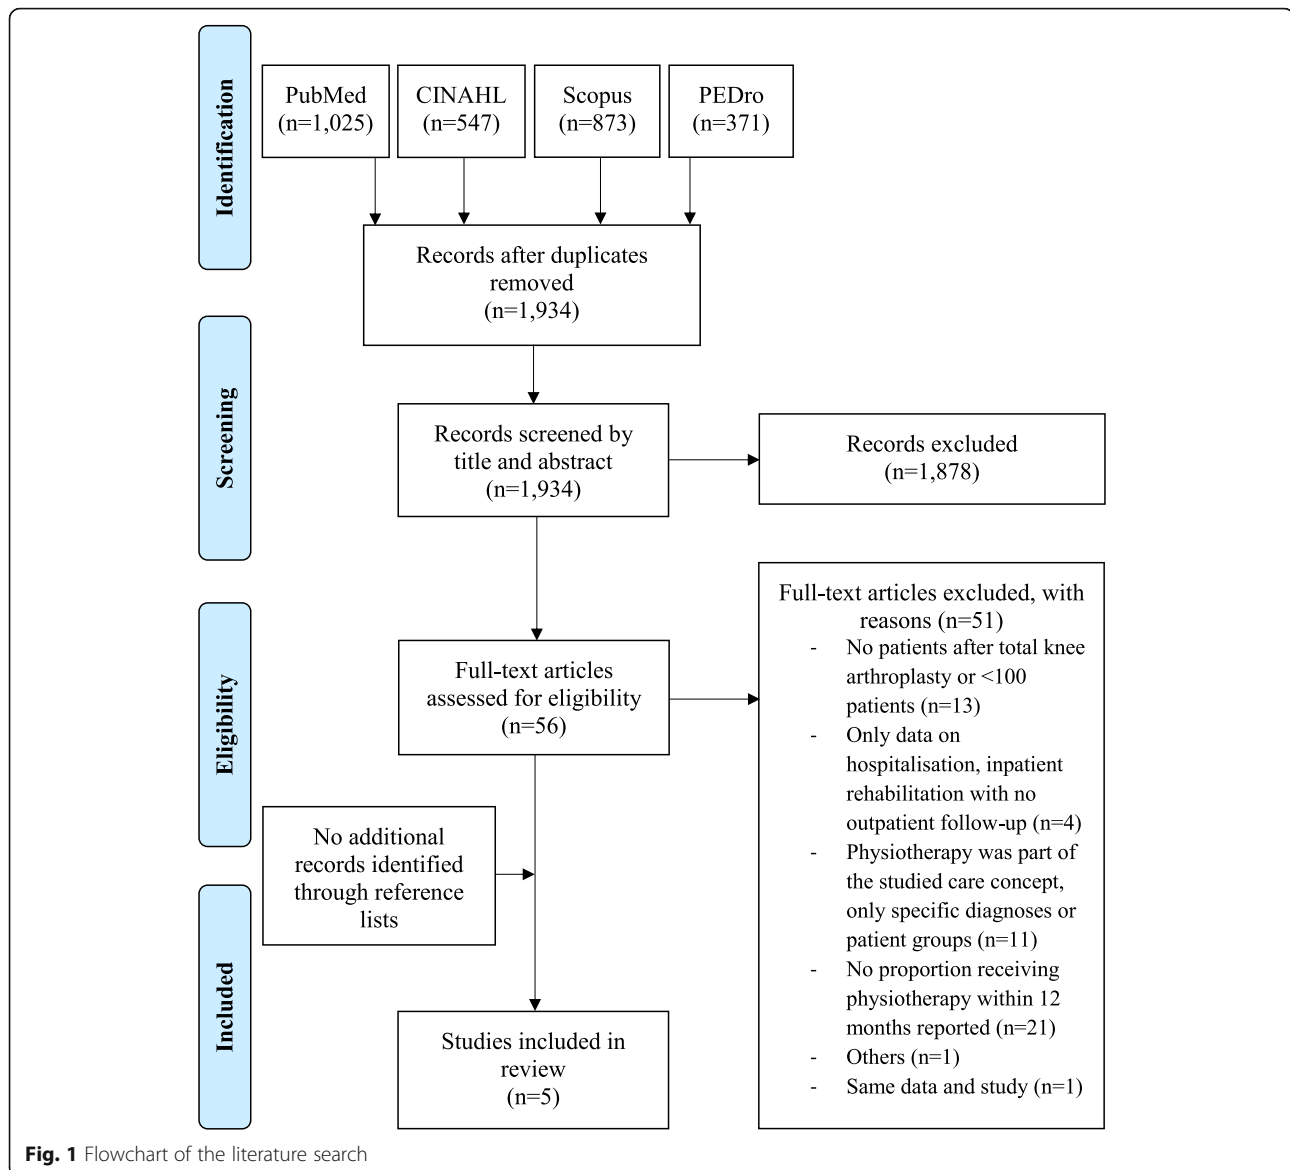 Identification
PubMed
(n=1,025)
CINAHL
(n=547)
Scopus
(n=873)
PEDro
(n=371)
Records after duplicates
removed
(n=1,934)
Screening
Records screened by
title and abstract
(n=1,934)
Records excluded
(n=1,878)
Eligibility
Full-text articles
assessed for eligibility
(n=56)
Full-text articles excluded, with
reasons (n=51)
- No patients after total knee
arthroplasty or <100
patients (n=13)
- Only data on
hospitalisation, inpatient
rehabilitation with no
outpatient follow-up (n=4)
- Physiotherapy was part of
the studied care concept,
only specific diagnoses or
patient groups (n=11)
- No proportion receiving
physiotherapy within 12
months reported (n=21)
- Others (n=1)
- Same data and study (n=1)
No additional
records identified
through reference
lists
Included
Studies included in
review
(n=5)
Fig. 1 Flowchart of the literature search